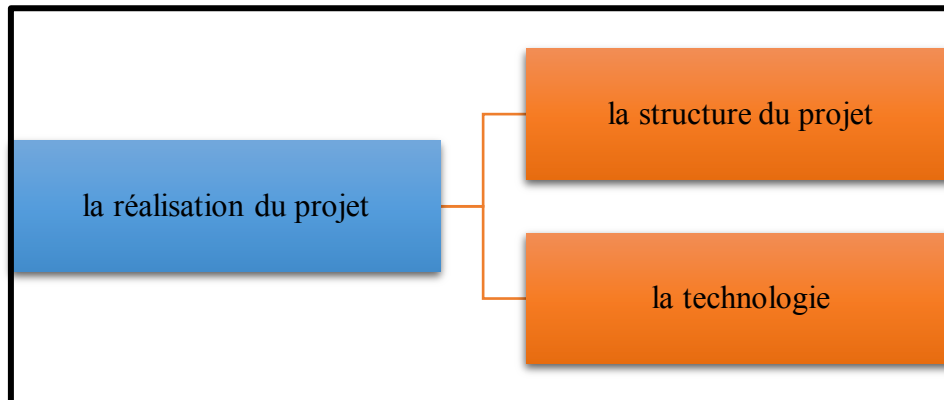 la structure du projet
la réalisation du projet
la technologie